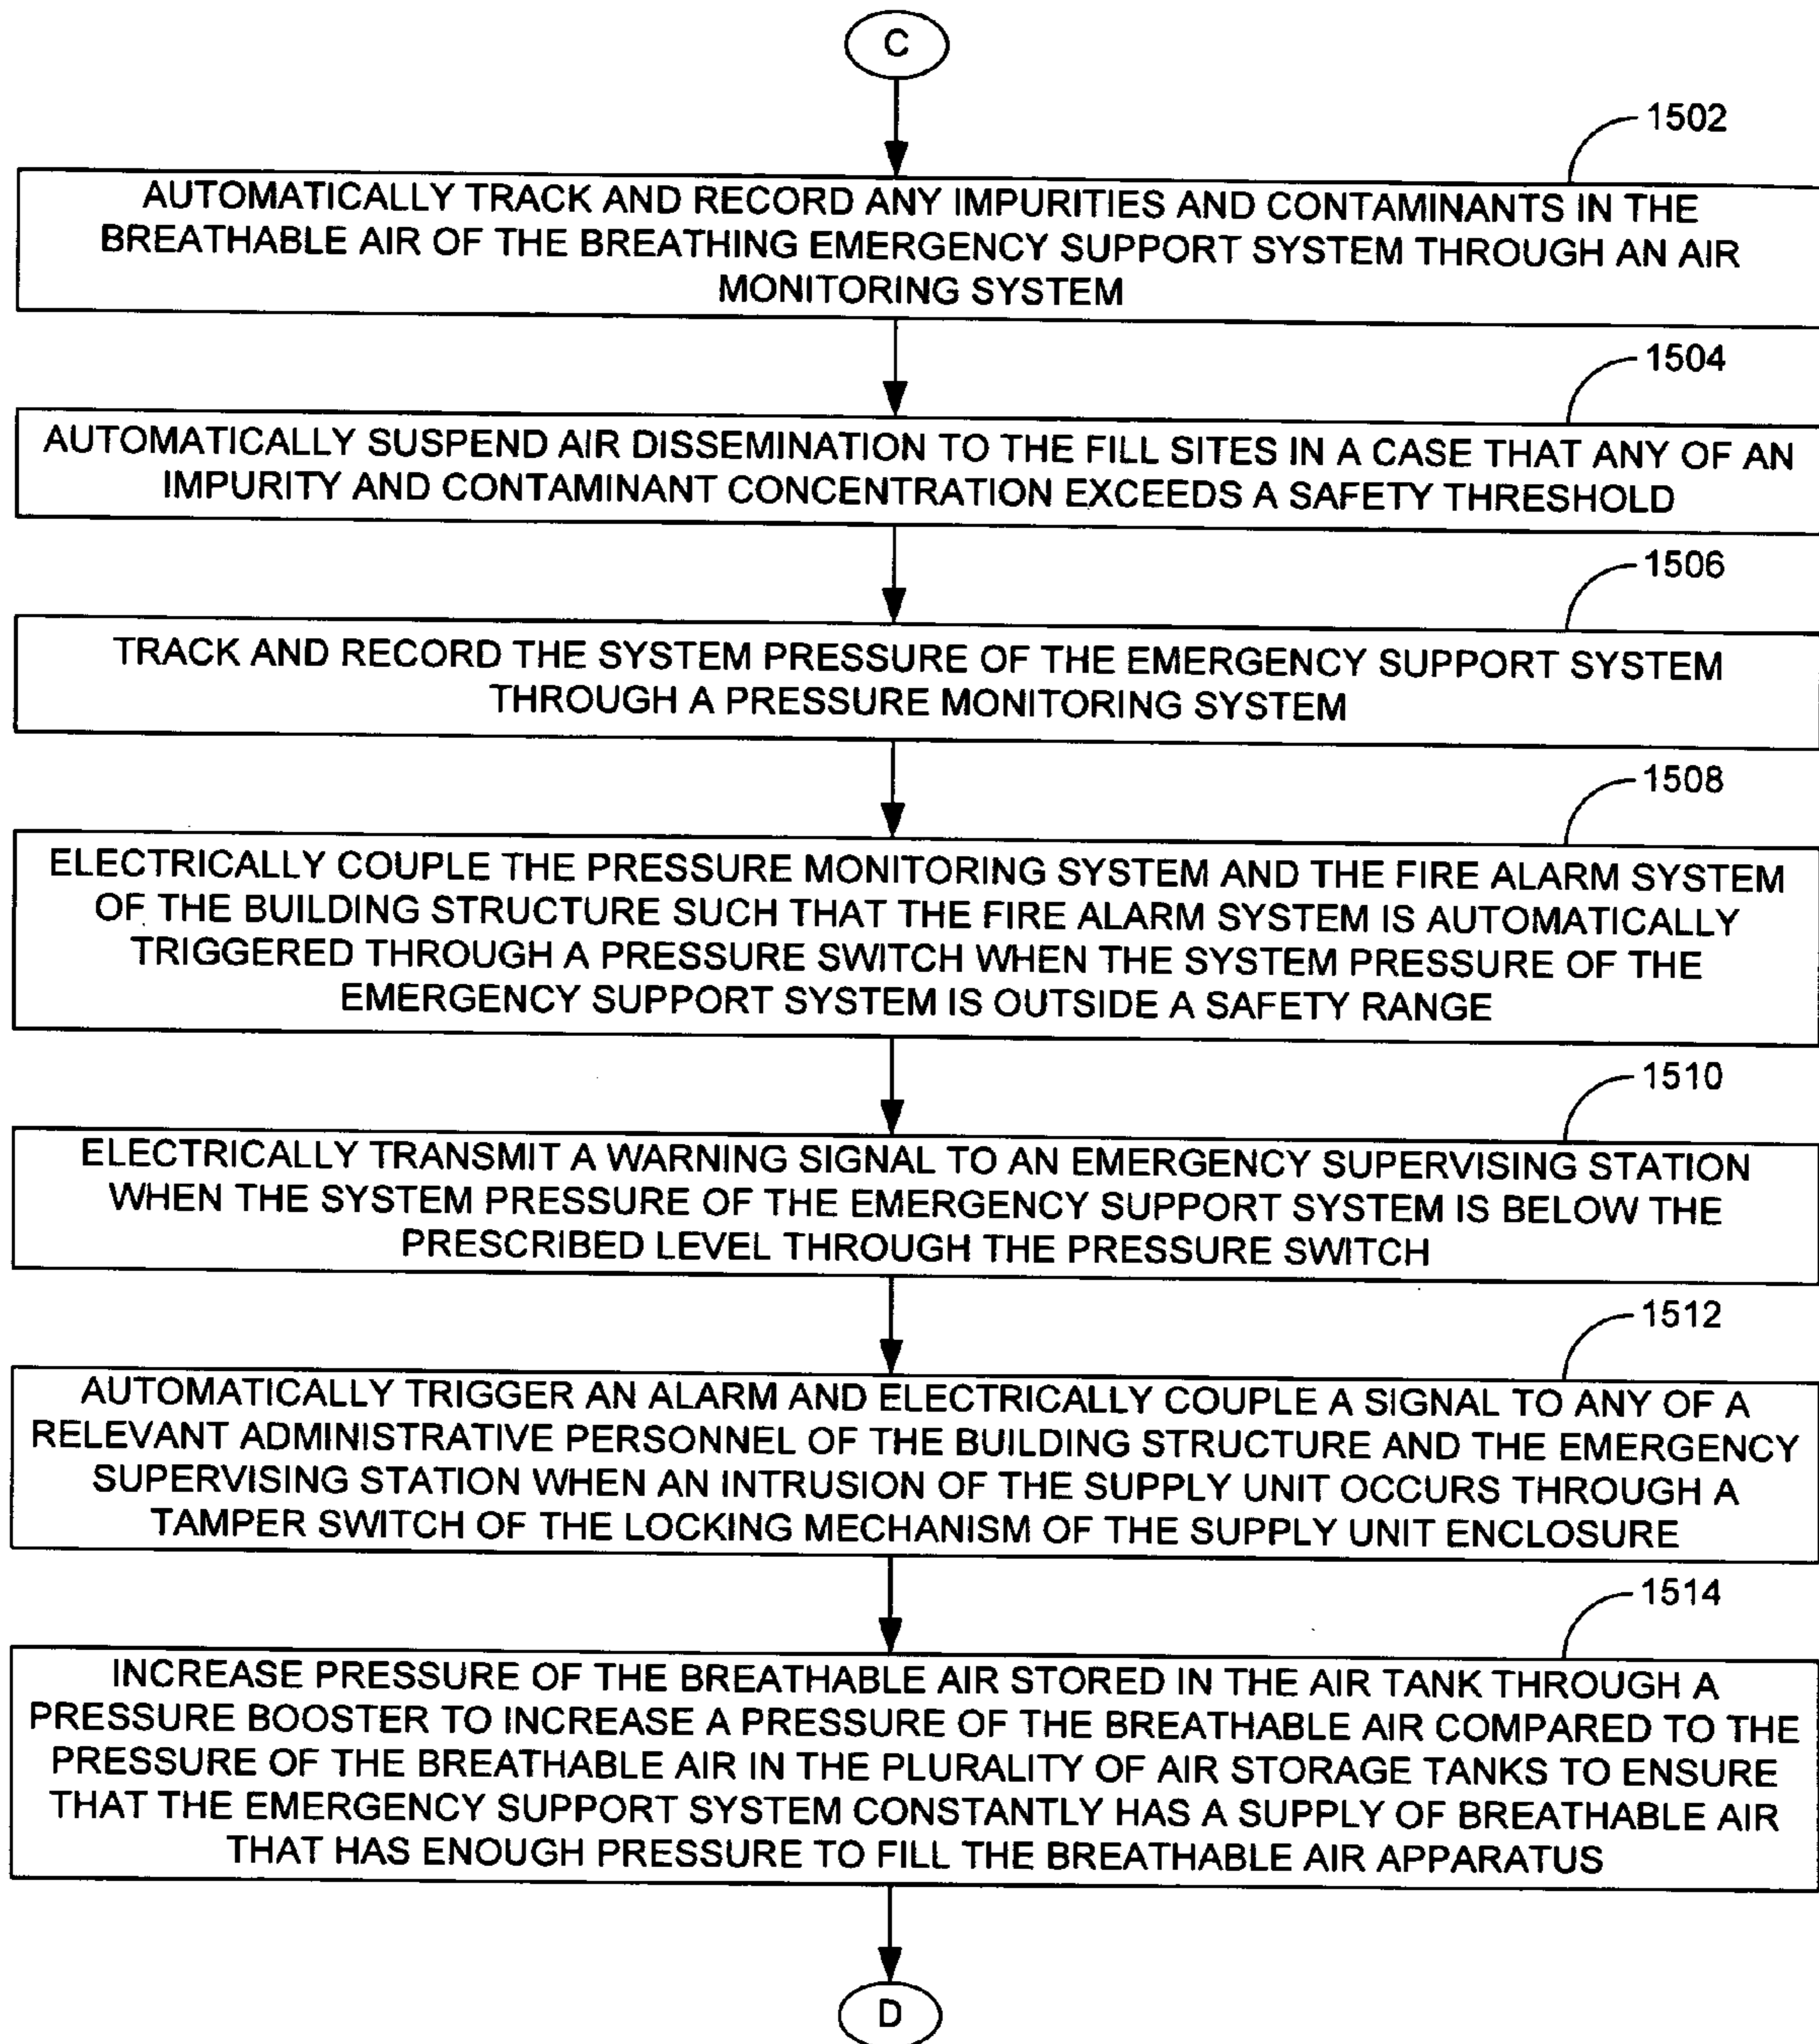 C
1502
AUTOMATICALLY TRACK AND RECORD ANY IMPURITIES AND CONTAMINANTS IN THE
BREATHABLE AIR OF THE BREATHING EMERGENCY SUPPORT SYSTEM THROUGH AN AIR
MONITORING SYSTEM
1504
AUTOMATICALLY SUSPEND AIR DISSEMINATION TO THE FILL SITES IN A CASE THAT ANY OF AN
IMPURITY AND CONTAMINANT CONCENTRATION EXCEEDS A SAFETY THRESHOLD
1506
TRACK AND RECORD THE SYSTEM PRESSURE OF THE EMERGENCY SUPPORT SYSTEM
THROUGH A PRESSURE MONITORING SYSTEM
1508
ELECTRICALLY COUPLE THE PRESSURE MONITORING SYSTEM AND THE FIRE ALARM SYSTEM
OF THE BUILDING STRUCTURE SUCH THAT THE FIRE ALARM SYSTEM IS AUTOMATICALLY
TRIGGERED THROUGH A PRESSURE SWITCH WHEN THE SYSTEM PRESSURE OF THE
EMERGENCY SUPPORT SYSTEM IS OUTSIDE A SAFETY RANGE
1510
ELECTRICALLY TRANSMIT A WARNING SIGNAL TO AN EMERGENCY SUPERVISING STATION
WHEN THE SYSTEM PRESSURE OF THE EMERGENCY SUPPORT SYSTEM IS BELOW THE
PRESCRIBED LEVEL THROUGH THE PRESSURE SWITCH
1512
AUTOMATICALLY TRIGGER AN ALARM AND ELECTRICALLY COUPLE A SIGNAL TO ANY OF A
RELEVANT ADMINISTRATIVE PERSONNEL OF THE BUILDING STRUCTURE AND THE EMERGENCY
SUPERVISING STATION WHEN AN INTRUSION OF THE SUPPLY UNIT OCCURS THROUGH A
TAMPER SWITCH OF THE LOCKING MECHANISM OF THE SUPPLY UNIT ENCLOSURE
1514
INCREASE PRESSURE OF THE BREATHABLE AIR STORED IN THE AIR TANK THROUGH A
PRESSURE BOOSTER TO INCREASE A PRESSURE OF THE BREATHABLE AIR COMPARED TO THE
PRESSURE OF THE BREATHABLE AIR IN THE PLURALITY OF AIR STORAGE TANKS TO ENSURE
THAT THE EMERGENCY SUPPORT SYSTEM CONSTANTLY HAS A SUPPLY OF BREATHABLE AIR
THAT HAS ENOUGH PRESSURE TO FILL THE BREATHABLE AIR APPARATUS
D